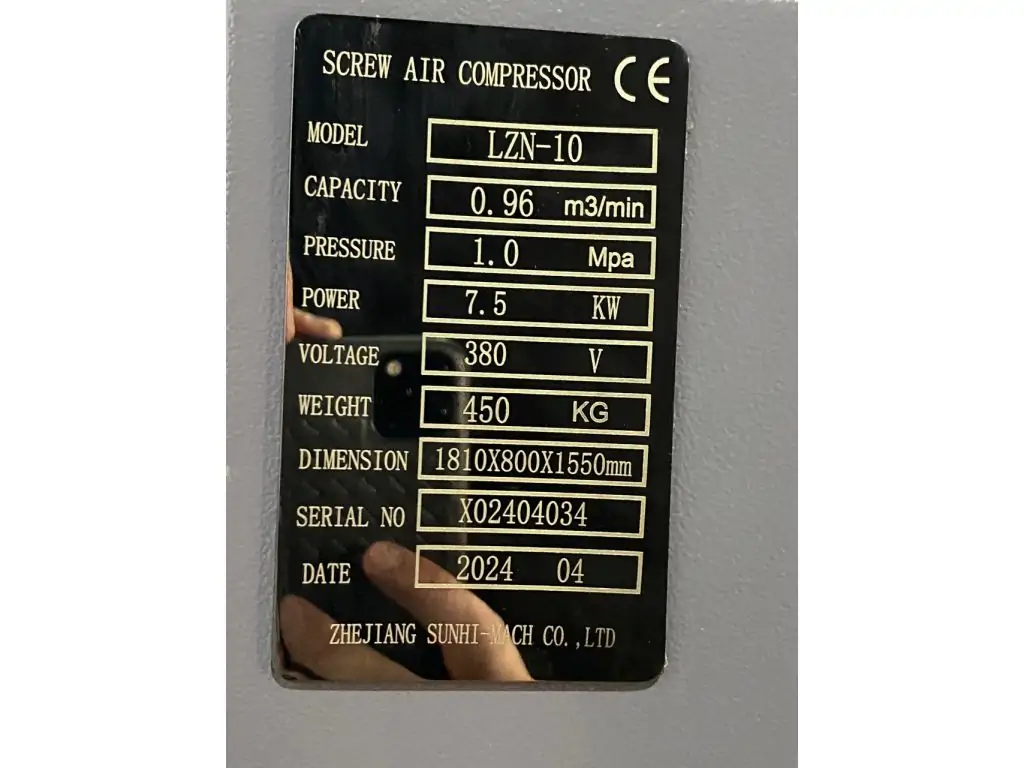 SCREW AIR COMPRESSOR CE
MODEL LZN-10
CAPACITY 0.96 m3/min
PRESSURE 1.0 Mpa
POWER 7.5 KW
VOLTAGE 380 V
WEIGHT 450 KG
DIMENSION 1810X800X1550mm
SERIAL NO X02404034
DATE 2024 04
ZHEJIANG SUNHI-MACH CO.,LTD